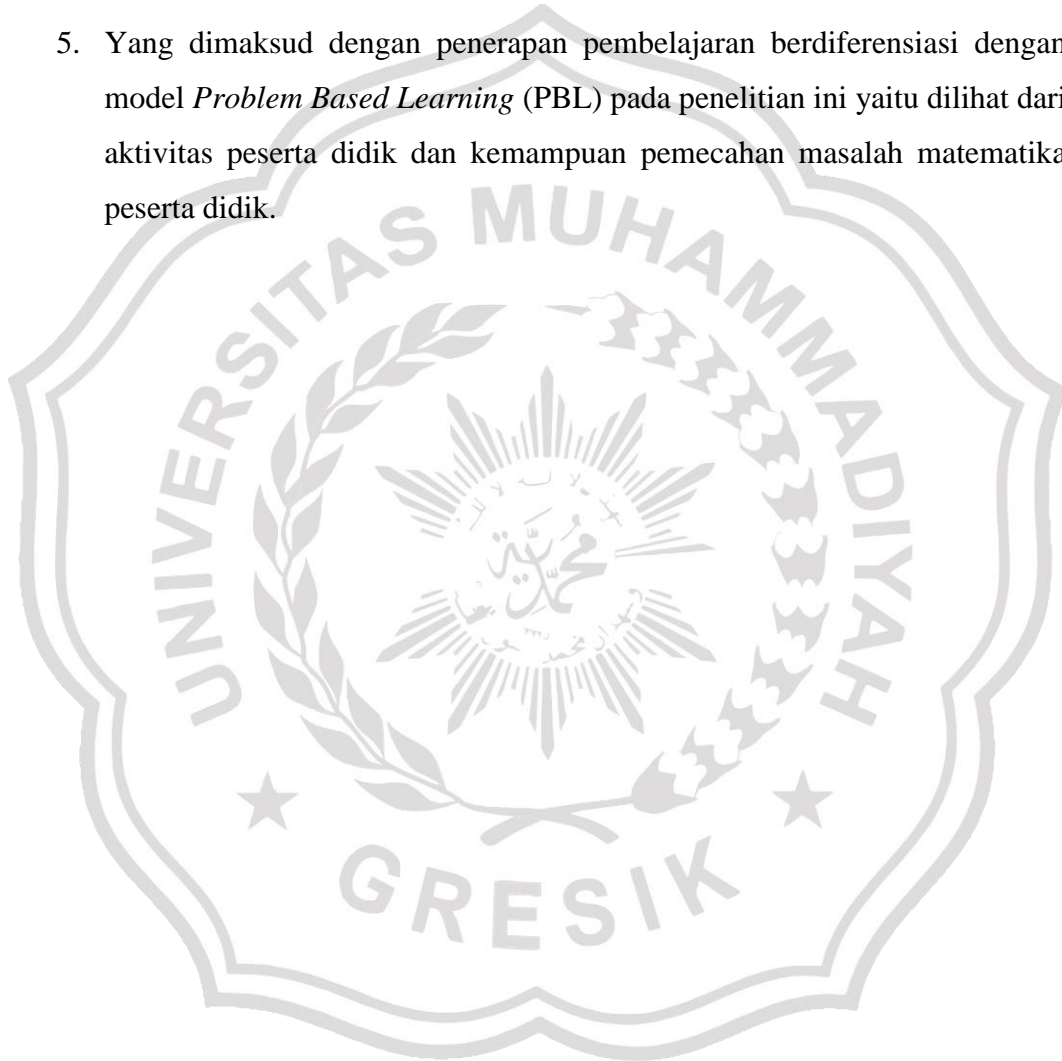 5. Yang dimaksud dengan penerapan pembelajaran berdiferensiasi dengan
model Problem Based Learning (PBL) pada penelitian ini yaitu dilihat dari
aktivitas peserta didik dan kemampuan pemecahan masalah matematika
peserta didik.
UNIVERSITAS MUHAMMADIYAH
GRESIK